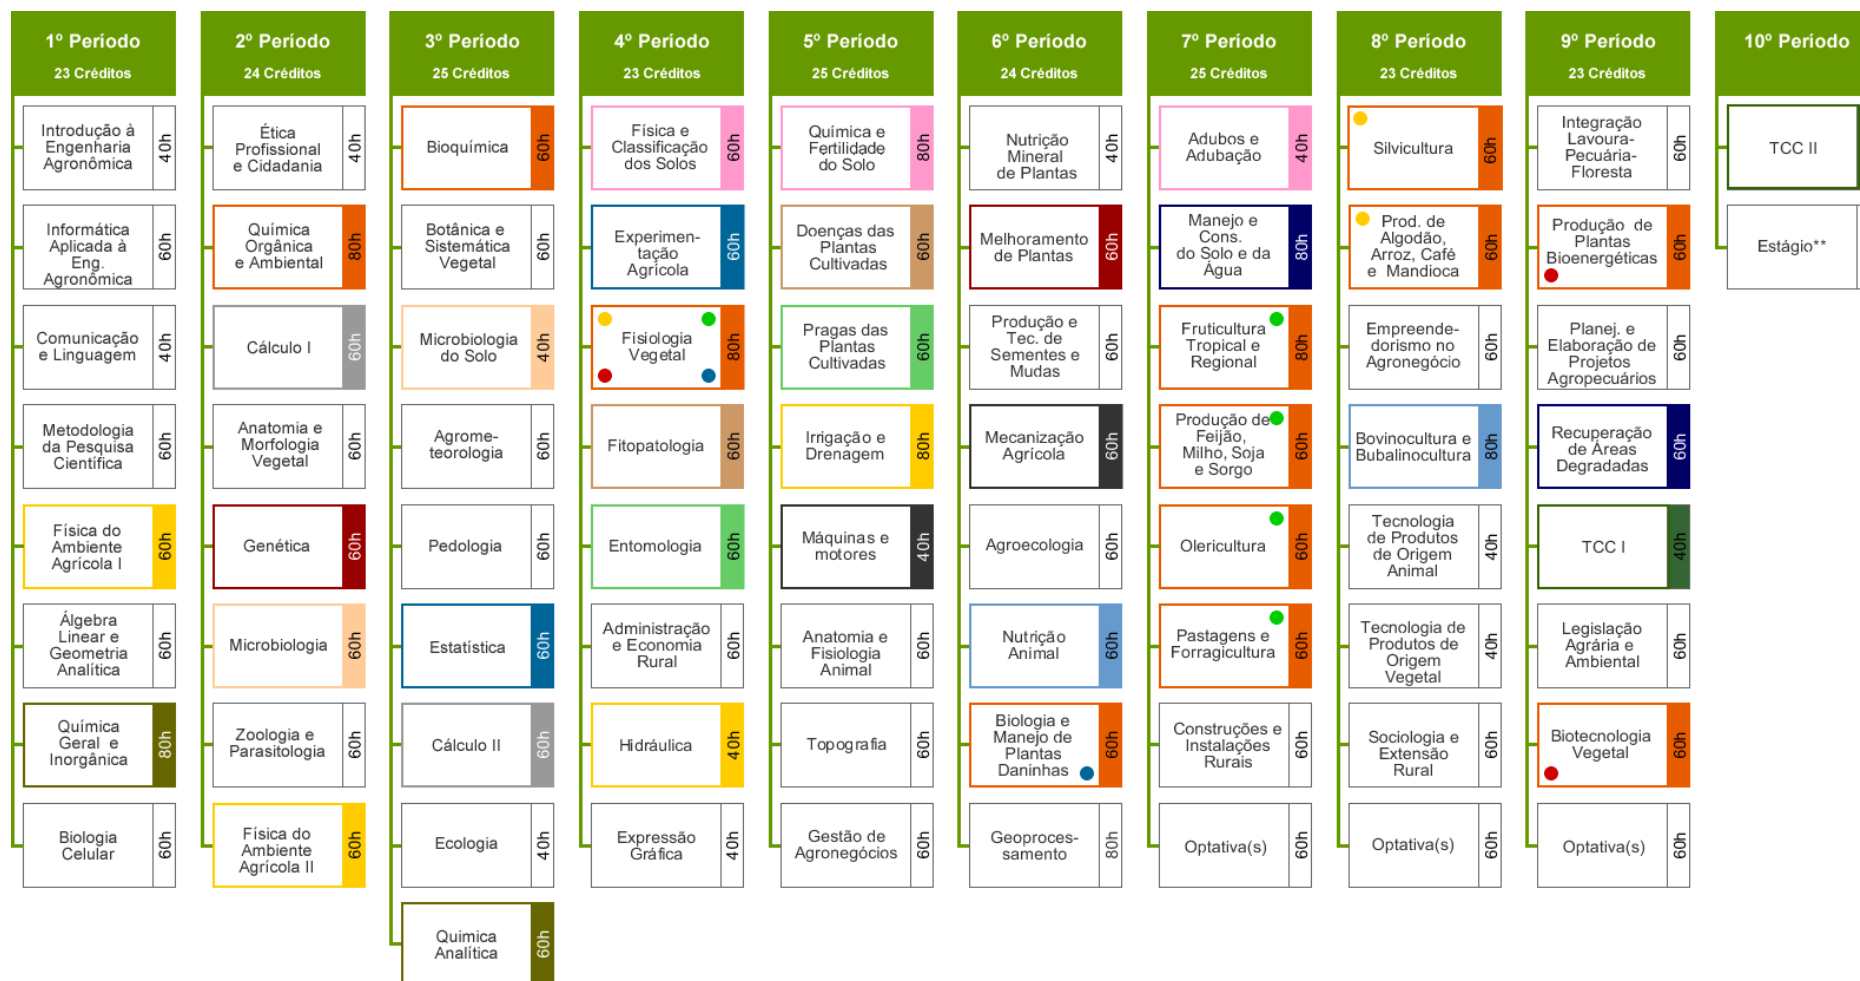 1º Período
23 Créditos
Introdução à
Engenharia
Agronômica
40h
Informática
Aplicada à
Eng.
Agronômica
60h
Comunicação
e Linguagem
40h
Metodologia
da Pesquisa
Científica
60h
Física do
Ambiente
Agrícola I
60h
Álgebra
Linear e
Geometria
Analítica
60h
Química
Geral e
Inorgânica
80h
Biologia
Celular
60h
2º Período
24 Créditos
Ética
Profissional
e Cidadania
40h
Química
Orgânica
e Ambiental
80h
Cálculo I
60h
Anatomia e
Morfologia
Vegetal
60h
Genética
60h
Microbiologia
60h
Zoologia e
Parasitologia
60h
Física do
Ambiente
Agrícola II
60h
3º Período
25 Créditos
Bioquímica
60h
Botânica e
Sistemática
Vegetal
60h
Microbiologia
do Solo
40h
Agrome-
teorologia
60h
Pedologia
60h
Estatística
60h
Cálculo II
60h
Ecologia
40h
Quimica
Analítica
60h
4º Período
23 Créditos
Física e
Classificação
dos Solos
60h
Experimen-
tação
Agrícola
60h
Fisiologia
Vegetal
80h
Fitopatologia
60h
Entomologia
60h
Administração
e Economia
Rural
60h
Hidráulica
40h
Expressão
Gráfica
40h
5º Período
25 Créditos
Química e
Fertilidade
do Solo
80h
Doenças das
Plantas
Cultivadas
60h
Pragas das
Plantas
Cultivadas
60h
Irrigação e
Drenagem
80h
Máquinas e
motores
40h
Anatomia e
Fisiologia
Animal
60h
Topografia
60h
Gestão de
Agronegócios
60h
6º Período
24 Créditos
Nutrição
Mineral
de Plantas
40h
Melhoramento
de Plantas
60h
Produção e
Tec. de
Sementes e
Mudas
60h
Mecanização
Agrícola
60h
Agroecologia
60h
Nutrição
Animal
60h
Biologia e
Manejo de
Plantas
Daninhas
60h
Geoproces-
samento
80h
7º Período
25 Créditos
Adubos e
Adubação
40h
Manejo e
Cons.
do Solo e da
Água
80h
Fruticultura
Tropical e
Regional
80h
Produção de
Feijão,
Milho, Soja
e Sorgo
60h
Olericultura
60h
Pastagens e
Forragicultura
60h
Construções e
Instalações
Rurais
60h
Optativa(s)
60h
8º Período
23 Créditos
Silvicultura
60h
Prod. de
Algodão,
Arroz, Café
e Mandioca
60h
Empreende-
dorismo no
Agronegócio
60h
Bovinocultura e
Bubalinocultura
80h
Tecnologia
de Produtos
de Origem
Animal
40h
Tecnologia de
Produtos de
Origem
Vegetal
40h
Sociologia e
Extensão
Rural
60h
Optativa(s)
60h
9º Período
23 Créditos
Integração
Lavoura-
Pecuária-
Floresta
60h
Produção de
Plantas
Bioenergéticas
60h
Planej. e
Elaboração de
Projetos
Agropecuários
60h
Recuperação
de Áreas
Degradadas
60h
TCC I
40h
Legislação
Agrária e
Ambiental
60h
Biotecnologia
Vegetal
60h
Optativa(s)
60h
10º Período
TCC II
Estágio**